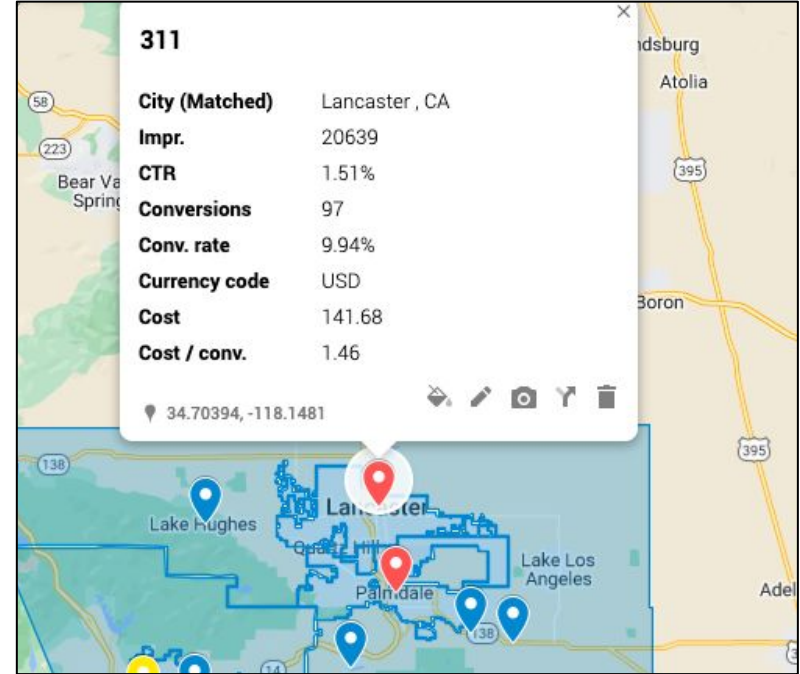 311
City (Matched) Lancaster , CA
Impr. 20639
CTR 1.51%
Conversions 97
Conv. rate 9.94%
Currency code USD
Cost 141.68
Cost / conv. 1.46
34.70394, -118.1481
ndsburg
Atolia
58
223
395
Bear Va
Spring
Boron
395
138
Lake Hughes
Lancaster
Quartz Hill
Lake Los
Angeles
Palmdale
Adel
138
14